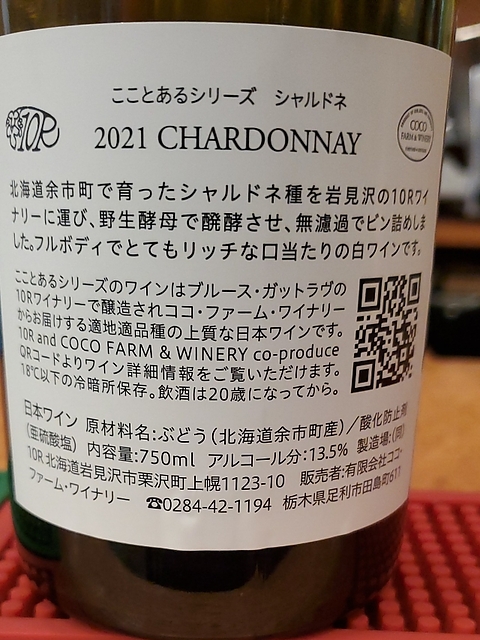 こことあるシリーズ シャルドネ
10R
2021 CHARDONNAY
COCO
FARM & WINERY
北海道余市町で育ったシャルドネ種を岩見沢の10Rワイ
ナリーに運び、野生酵母で醗酵させ、無濾過でビン詰めしま
した。フルボディでとてもリッチな口当たりの白ワインです。
こことあるシリーズのワインはブルース・ガットラヴの
10Rワイナリーで醸造されココ・ファーム・ワイナリー
からお届けする適地適品種の上質な日本ワインです。
10R and COCO FARM & WINERY co-produce
QRコードよりワイン詳細情報をご覧いただけます。
18℃以下の冷暗所保存。飲酒は20歳になってから。
日本ワイン 原材料名:ぶどう(北海道余市町産)/酸化防止剤
(亜硫酸塩) 内容量:750ml アルコール分:13.5% 製造場:(同)
10R 北海道岩見沢市栗沢町上幌1123-10 販売者:有限会社ココ・
ファーム・ワイナリー ☎0284-42-1194 栃木県足利市田島町611